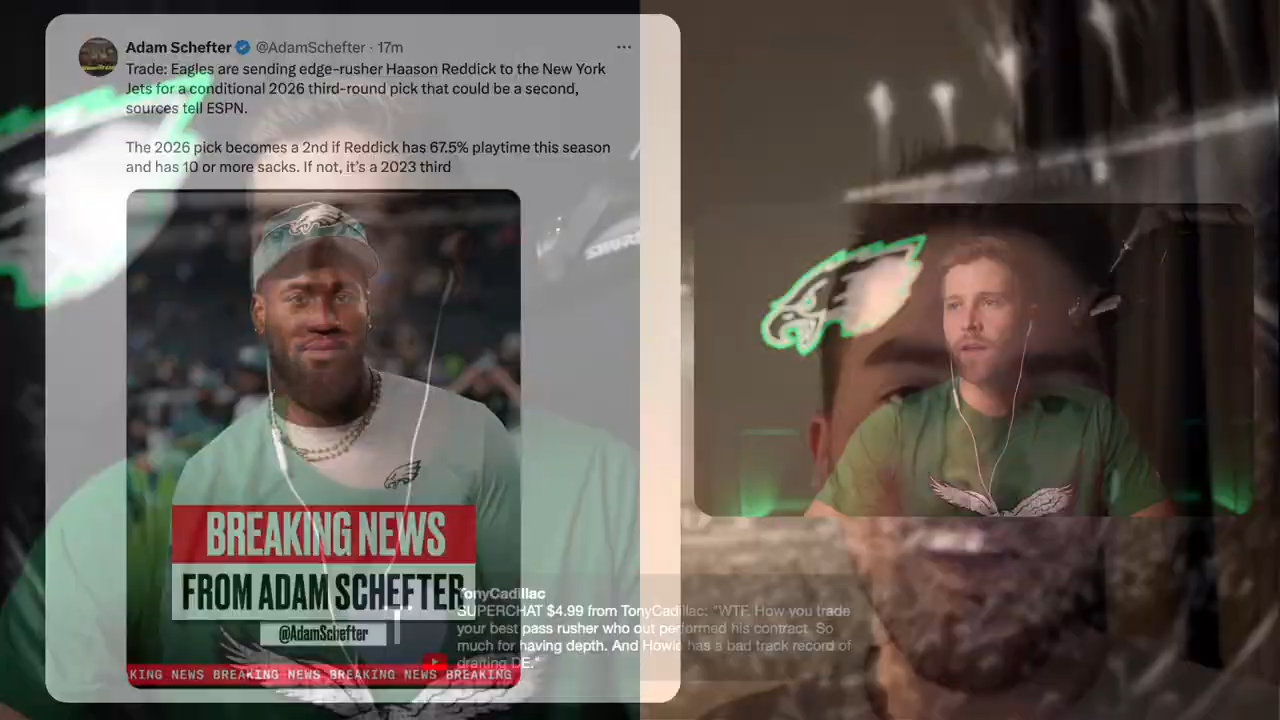 Adam Schefter @AdamSchefter · 17m
Trade: Eagles are sending edge-rusher Haason Reddick to the New York
Jets for a conditional 2026 third-round pick that could be a second,
sources tell ESPN.
The 2026 pick becomes a 2nd if Reddick has 67.5% playtime this season
and has 10 or more sacks. If not, it's a 2023 third
BREAKING NEWS
FROM ADAM SCHEFTER
@AdamSchefter
KING NEWS BREAKING NEWS BREAKING NEWS BREAKING
TonyCadillac
SUPERCHAT $4.99 from TonyCadillac: "WTF. How you trade
your best pass rusher who out performed his contract. So
much for having depth. And Howie has a bad track record of
drafting DE."